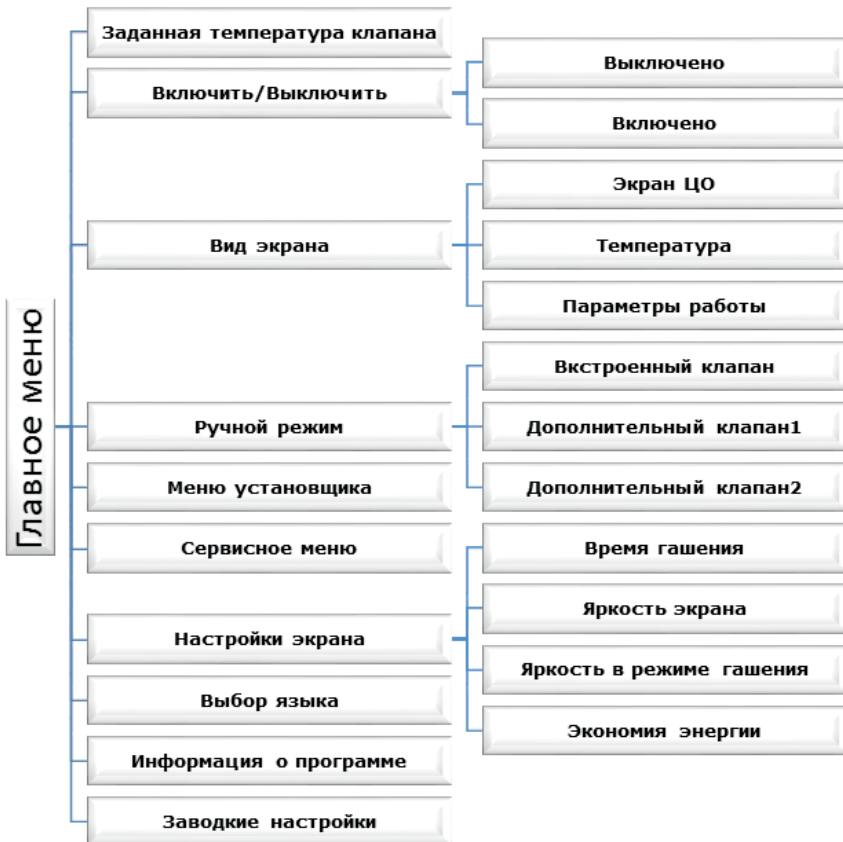 Главное меню
Заданная температура клапана
Включить/Выключить
Выключено
Включено
Вид экрана
Экран ЦО
Температура
Параметры работы
Ручной режим
Вкстроенный клапан
Дополнительный клапан1
Дополнительный клапан2
Меню установщика
Сервисное меню
Настройки экрана
Время гашения
Яркость экрана
Яркость в режиме гашения
Экономия энергии
Выбор языка
Информация о программе
Заводкие настройки